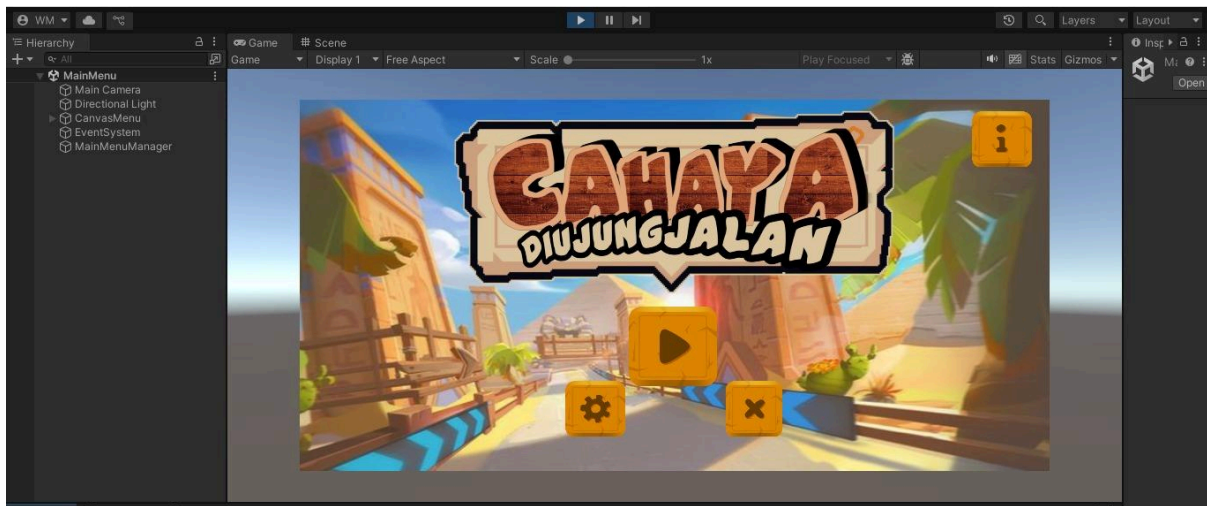 WM
Layers
Layout
Hierarchy
Game
Scene
All
Game
Display 1
Free Aspect
Scale
1x
Play Focused
Stats
Gizmos
MainMenu
Main Camera
Directional Light
CanvasMenu
EventSystem
MainMenuManager
Open
CAHAYA
DIUJUNGJALAN
i